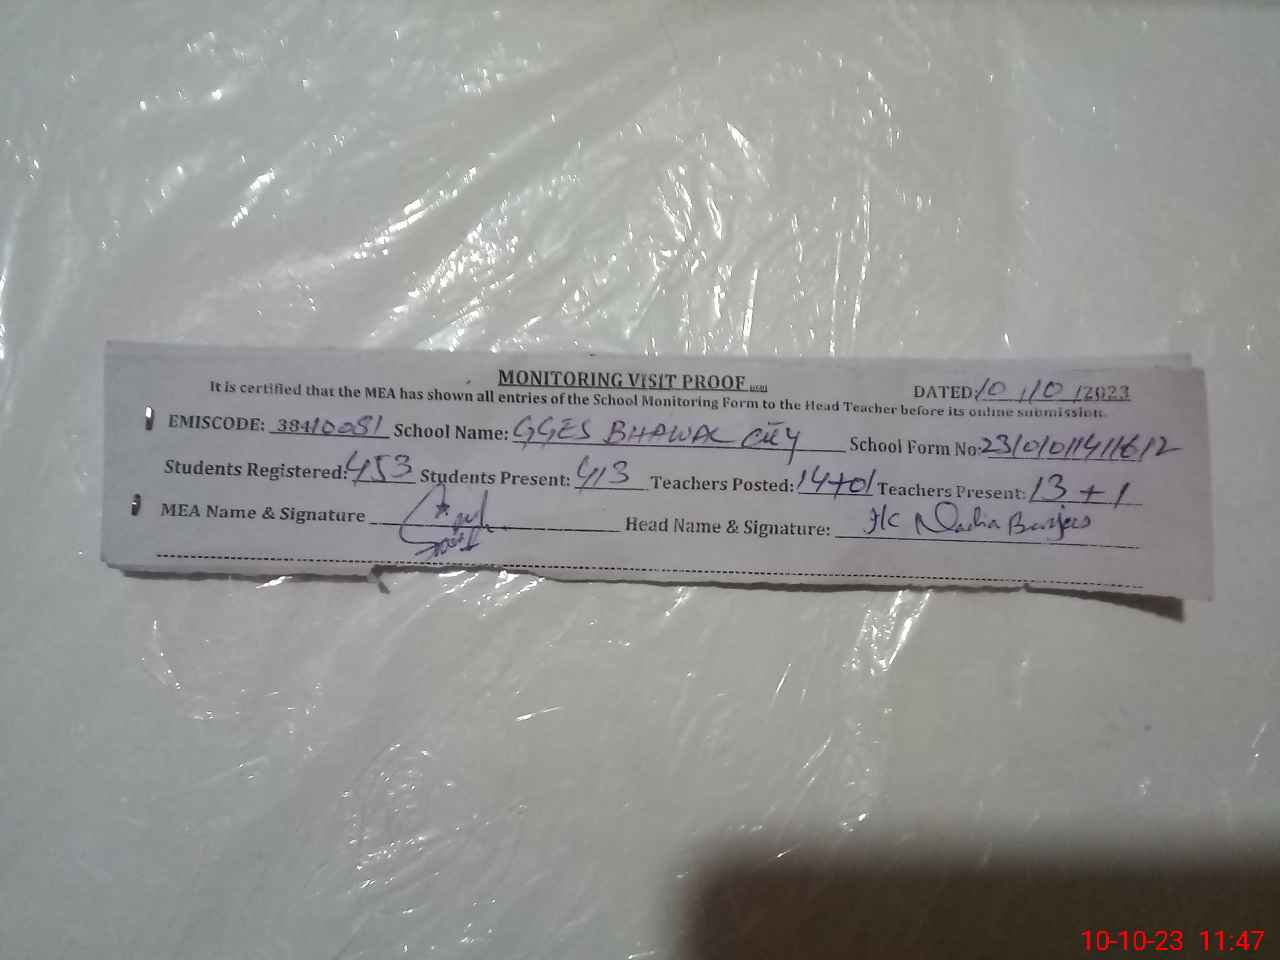 MONITORING VISIT PROOF
DATED 10/10/2023
It is certified that the MEA has shown all entries of the School Monitoring Form to the Head Teacher before its online submission.
EMISCODE: 38410081 School Name: GGES BHAWAL City School Form No: 23101011411612
Students Registered: 453 Students Present: 413 Teachers Posted: 14+01 Teachers Present: 13+1
MEA Name & Signature Head Name & Signature: Nadia
10-10-23 11:47